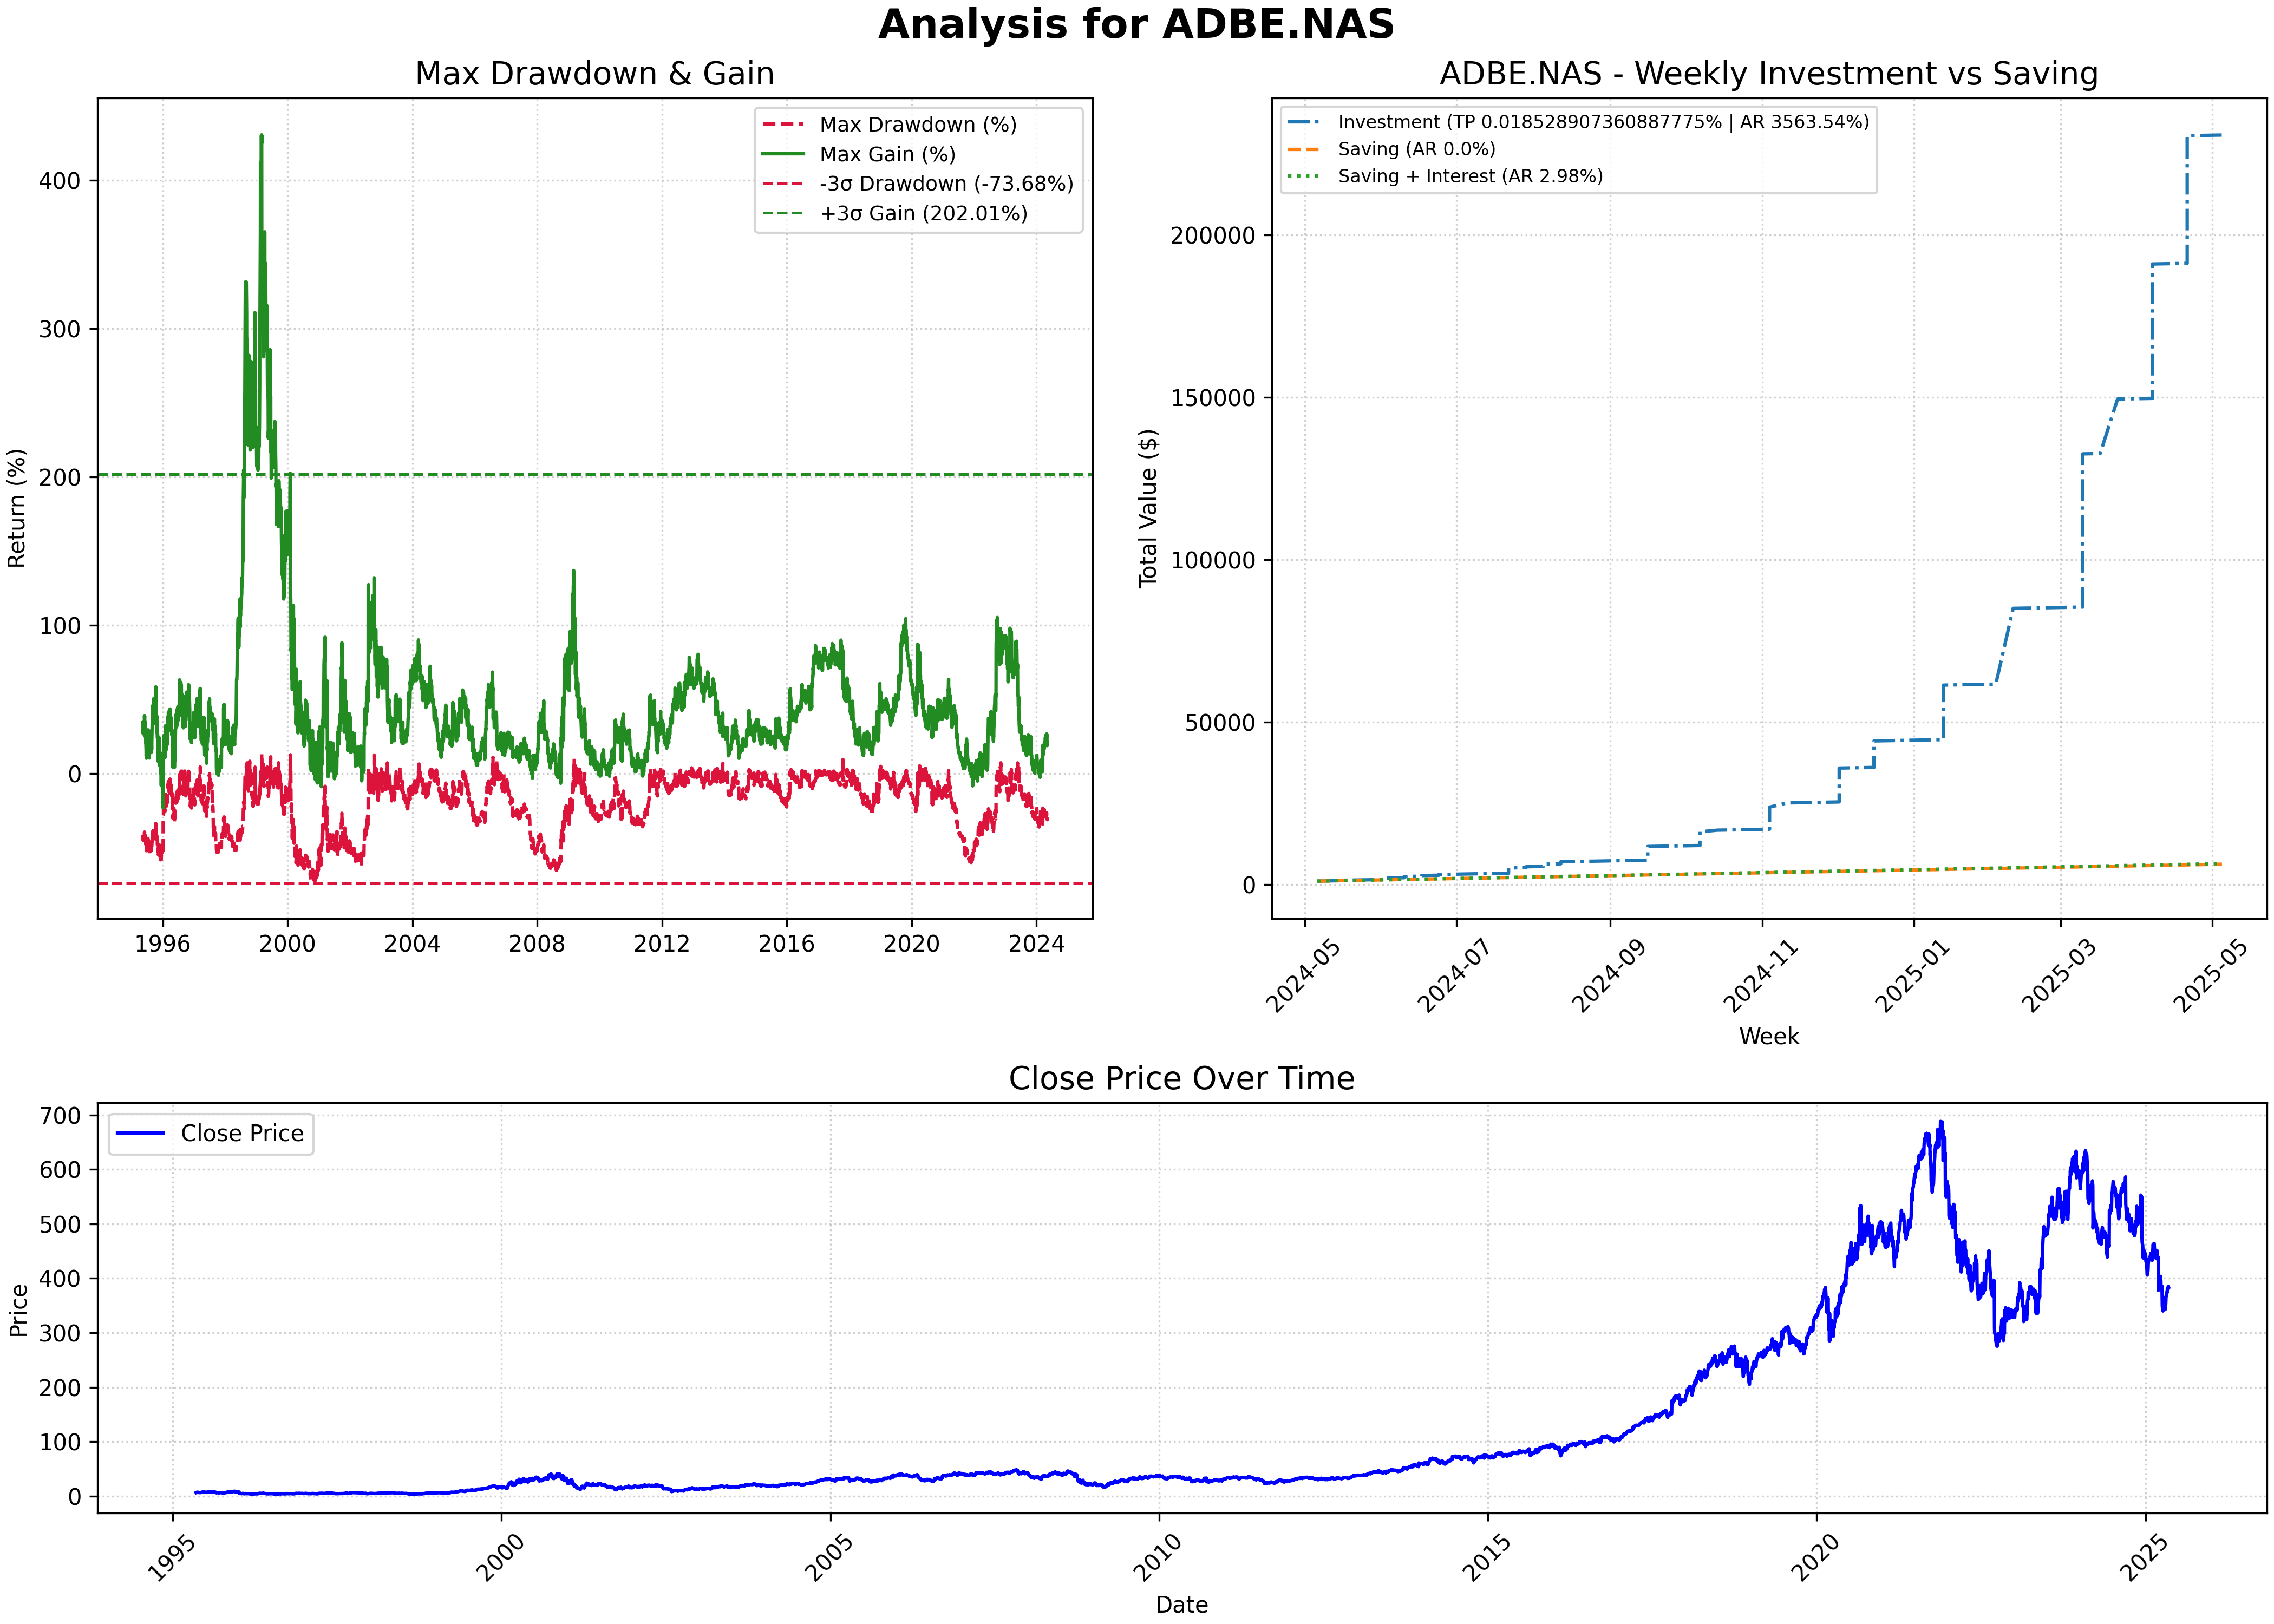 Analysis for ADBE.NAS
Max Drawdown & Gain
Max Drawdown (%)
Max Gain (%)
-3σ Drawdown (-73.68%)
+3σ Gain (202.01%)
Return (%)
400
300
200
100
0
1996 2000 2004 2008 2012 2016 2020 2024
ADBE.NAS - Weekly Investment vs Saving
Investment (TP 0.018528907360887775% | AR 3563.54%)
Saving (AR 0.0%)
Saving + Interest (AR 2.98%)
Total Value ($)
200000
150000
100000
50000
0
2024-05 2024-07 2024-09 2024-11 2025-01 2025-03 2025-05
Week
Close Price Over Time
Close Price
Price
700
600
500
400
300
200
100
0
1995 2000 2005 2010 2015 2020 2025
Date